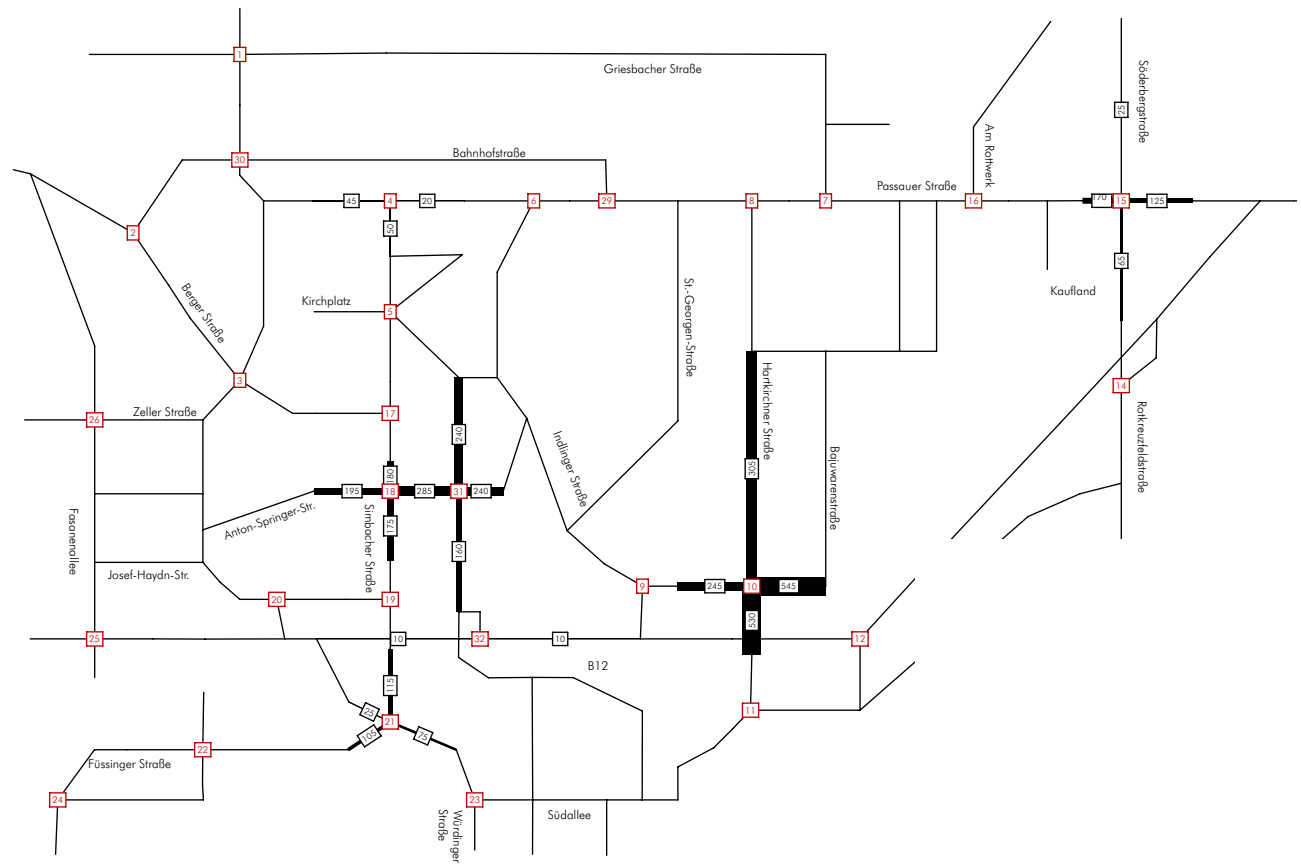 1
Griesbacher Straße
Söderbergstraße
25
Am Rottwerk
30
Bahnhofstraße
Passauer Straße
45
4
20
6
29
8
7
16
170
15
125
50
2
65
Berger Straße
Kirchplatz
5
St.-Georgen-Straße
Kaufland
3
Hartkirchner Straße
14
Rotkreuzfeldstraße
26
Zeller Straße
17
240
Indlinger Straße
Bajuwarenstraße
180
305
195
18
285
31
240
Fasanenallee
Anton-Springer-Str.
Simbacher Straße
175
160
Josef-Haydn-Str.
20
19
9
245
10
545
530
25
10
32
10
12
B12
115
25
21
75
105
11
22
Füssinger Straße
24
23
Würdinger
Straße
Südallee